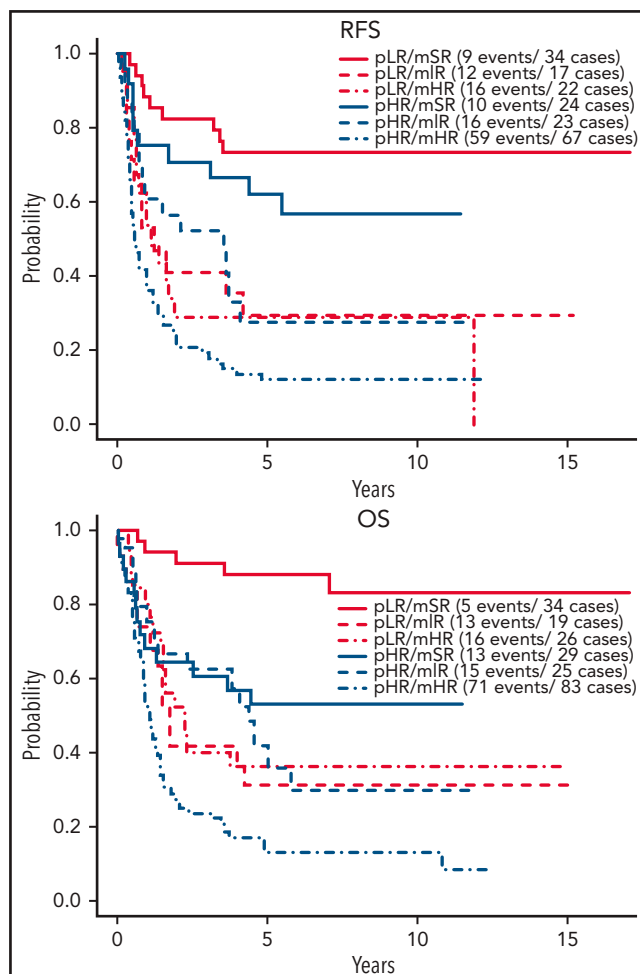 RFS
pLR/mSR (9 events/ 34 cases)
pLR/mIR (12 events/ 17 cases)
pLR/mHR (16 events/ 22 cases)
pHR/mSR (10 events/ 24 cases)
pHR/mIR (16 events/ 23 cases)
pHR/mHR (59 events/ 67 cases)
Probability
1.0
0.8
0.6
0.4
0.2
0.0
0
5
10
15
Years
OS
pLR/mSR (5 events/ 34 cases)
pLR/mIR (13 events/ 19 cases)
pLR/mHR (16 events/ 26 cases)
pHR/mSR (13 events/ 29 cases)
pHR/mIR (15 events/ 25 cases)
pHR/mHR (71 events/ 83 cases)
Probability
1.0
0.8
0.6
0.4
0.2
0.0
0
5
10
15
Years